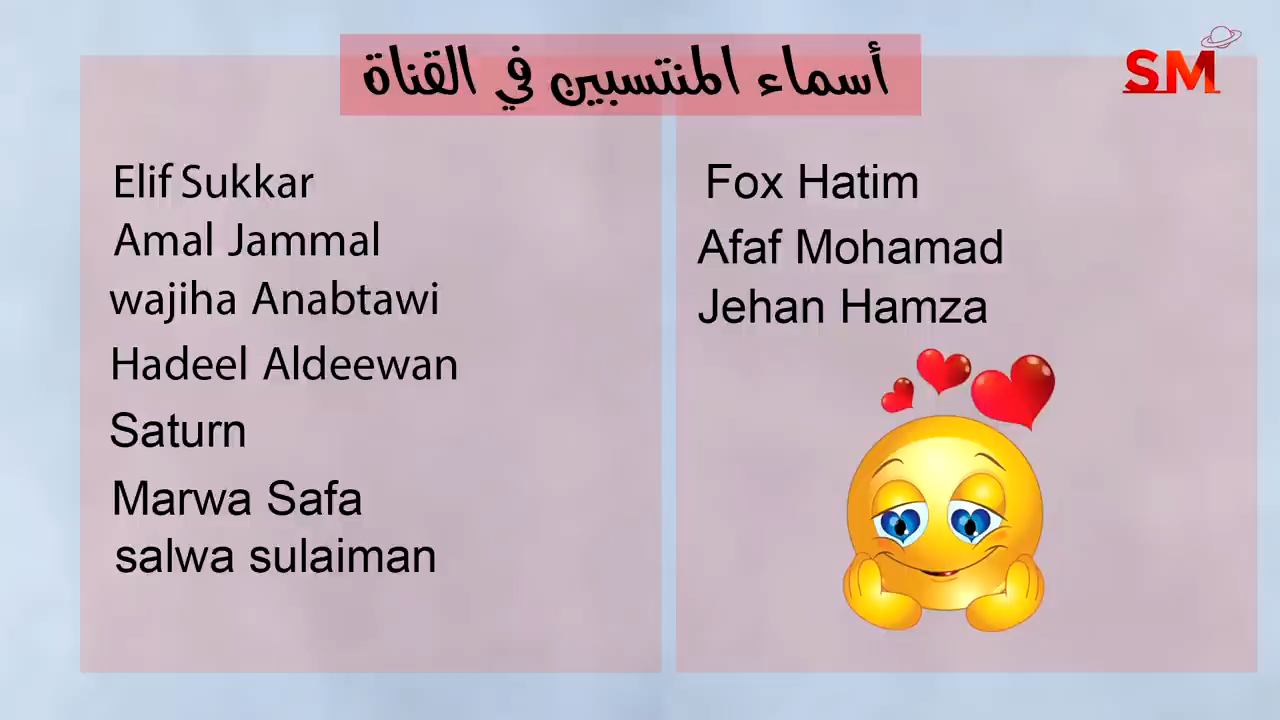 أسماء المنتسبين في القناة
SM
Elif Sukkar
Amal Jammal
wajiha Anabtawi
Hadeel Aldeewan
Saturn
Marwa Safa
salwa sulaiman
Fox Hatim
Afaf Mohamad
Jehan Hamza